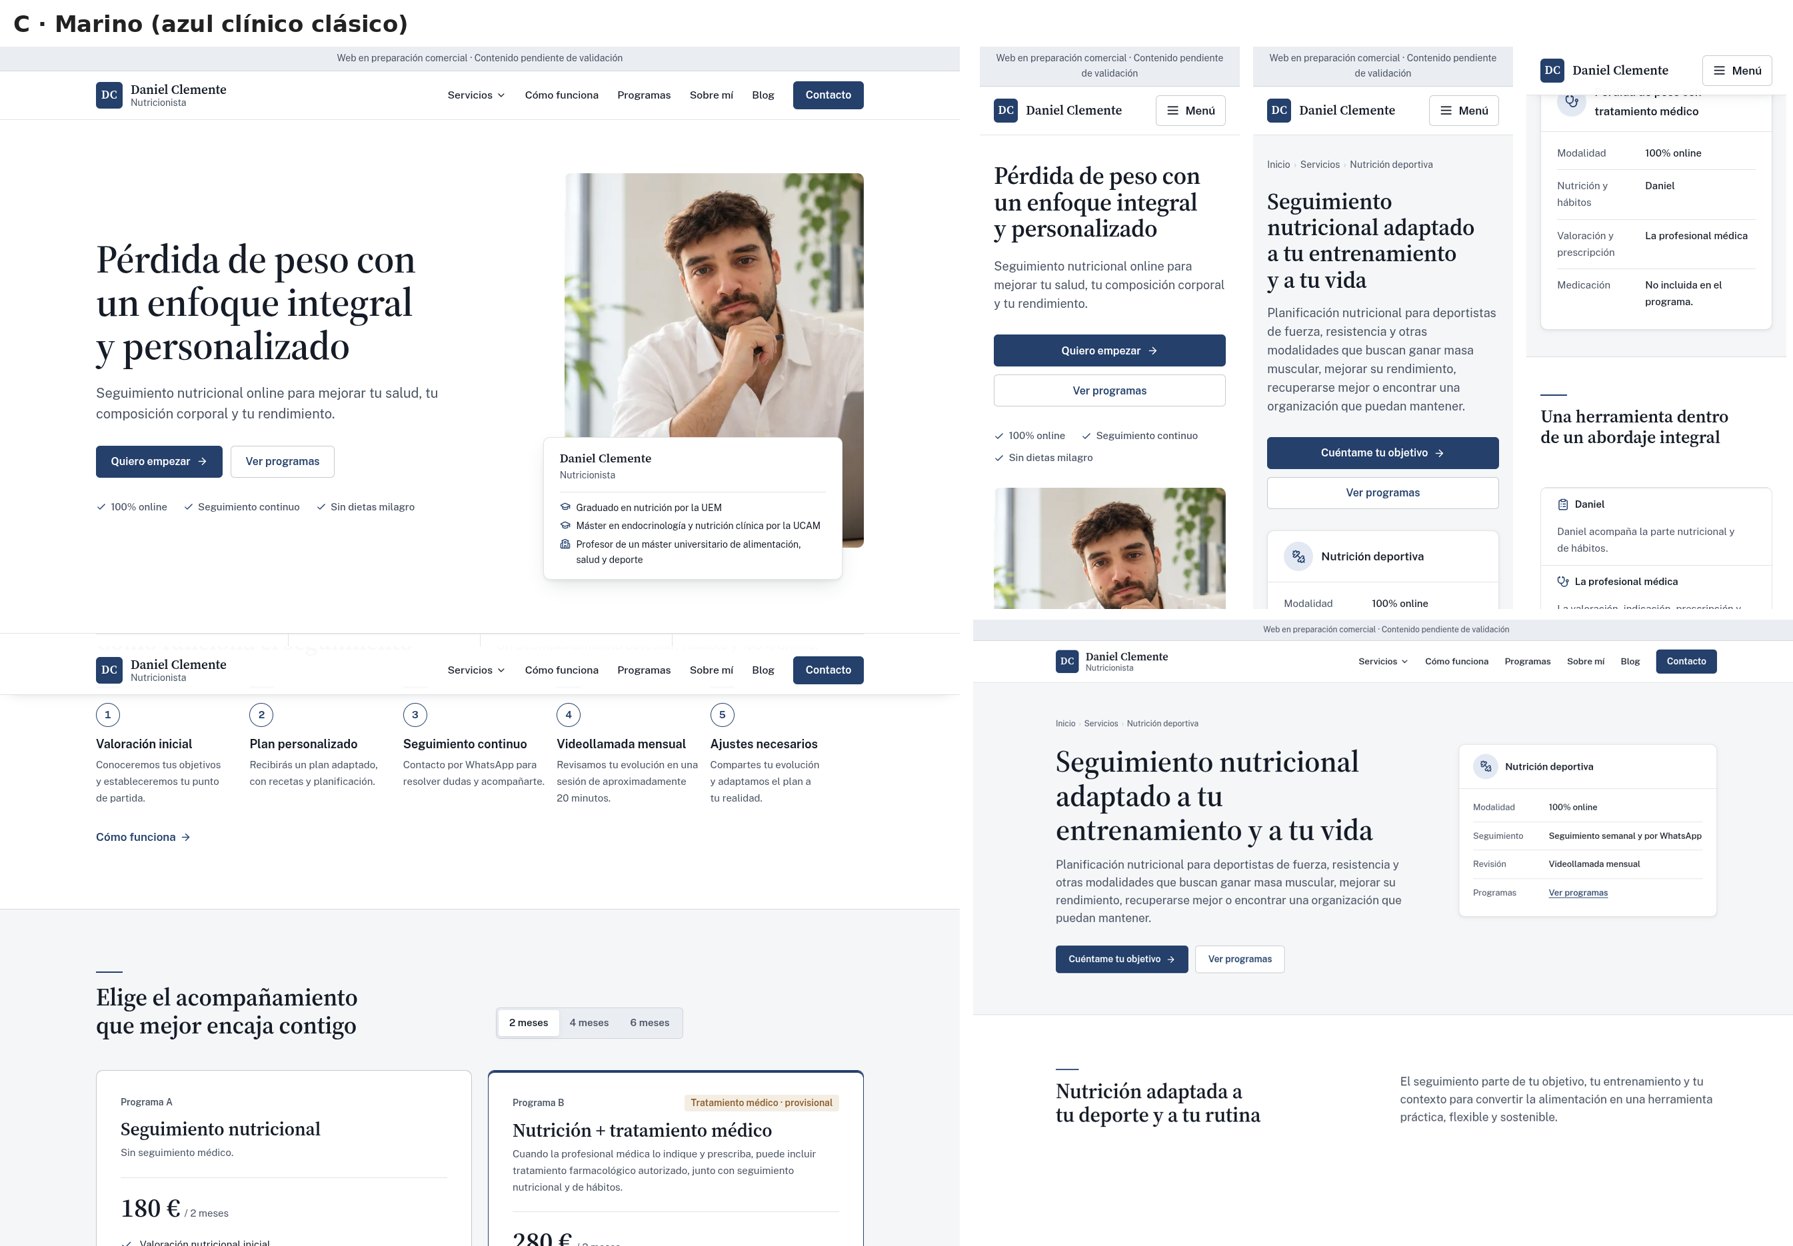 C · Marino (azul clínico clásico)
Web en preparación comercial · Contenido pendiente de validación
DC
Daniel Clemente
Nutricionista
Servicios
Cómo funciona
Programas
Sobre mí
Blog
Contacto
Pérdida de peso con
un enfoque integral
y personalizado
Seguimiento nutricional online para mejorar tu salud, tu
composición corporal y tu rendimiento.
Quiero empezar →
Ver programas
100% online
Seguimiento continuo
Sin dietas milagro
Daniel Clemente
Nutricionista
Graduado en nutrición por la UEM
Máster en endocrinología y nutrición clínica por la UCAM
Profesor de un máster universitario de alimentación,
salud y deporte
DC
Daniel Clemente
Nutricionista
Servicios
Cómo funciona
Programas
Sobre mí
Blog
Contacto
1
2
3
4
5
Valoración inicial
Conoceremos tus objetivos
y estableceremos tu punto
de partida.
Plan personalizado
Recibirás un plan adaptado,
con recetas y planificación.
Seguimiento continuo
Contacto por WhatsApp para
resolver dudas y acompañarte.
Videollamada mensual
Revisamos tu evolución en una
sesión de aproximadamente
20 minutos.
Ajustes necesarios
Compartes tu evolución
y adaptamos el plan a
tu realidad.
Cómo funciona →
Elige el acompañamiento
que mejor encaja contigo
2 meses
4 meses
6 meses
Programa A
Seguimiento nutricional
Sin seguimiento médico.
180 € / 2 meses
Valoración nutricional inicial
Programa B
Tratamiento médico · provisional
Nutrición + tratamiento médico
Cuando la profesional médica lo indique y prescriba, puede incluir
tratamiento farmacológico autorizado, junto con seguimiento
nutricional y de hábitos.
280 €
Web en preparación comercial · Contenido pendiente
de validación
DC
Daniel Clemente
Menú
Pérdida de peso con
un enfoque integral
y personalizado
Seguimiento nutricional online para
mejorar tu salud, tu composición corporal
y tu rendimiento.
Quiero empezar →
Ver programas
100% online
Seguimiento continuo
Sin dietas milagro
Web en preparación comercial · Contenido pendiente
de validación
DC
Daniel Clemente
Menú
Inicio · Servicios · Nutrición deportiva
Seguimiento
nutricional adaptado
a tu entrenamiento
y a tu vida
Planificación nutricional para deportistas
de fuerza, resistencia y otras
modalidades que buscan ganar masa
muscular, mejorar su rendimiento,
recuperarse mejor o encontrar una
organización que puedan mantener.
Cuéntame tu objetivo →
Ver programas
Nutrición deportiva
Modalidad
100% online
DC
Daniel Clemente
Menú
tratamiento médico
Modalidad
100% online
Nutrición y
hábitos
Daniel
Valoración y
prescripción
La profesional médica
Medicación
No incluida en el
programa.
Una herramienta dentro
de un abordaje integral
Daniel
Daniel acompaña la parte nutricional y
de hábitos.
La profesional médica
La valoración, indicación, prescripción y
Web en preparación comercial · Contenido pendiente de validación
DC
Daniel Clemente
Nutricionista
Servicios
Cómo funciona
Programas
Sobre mí
Blog
Contacto
Inicio · Servicios · Nutrición deportiva
Seguimiento nutricional
adaptado a tu
entrenamiento y a tu vida
Planificación nutricional para deportistas de fuerza, resistencia y
otras modalidades que buscan ganar masa muscular, mejorar su
rendimiento, recuperarse mejor o encontrar una organización que
puedan mantener.
Cuéntame tu objetivo →
Ver programas
Nutrición deportiva
Modalidad
100% online
Seguimiento
Seguimiento semanal y por WhatsApp
Revisión
Videollamada mensual
Programas
Ver programas
Nutrición adaptada a
tu deporte y a tu rutina
El seguimiento parte de tu objetivo, tu entrenamiento y tu
contexto para convertir la alimentación en una herramienta
práctica, flexible y sostenible.